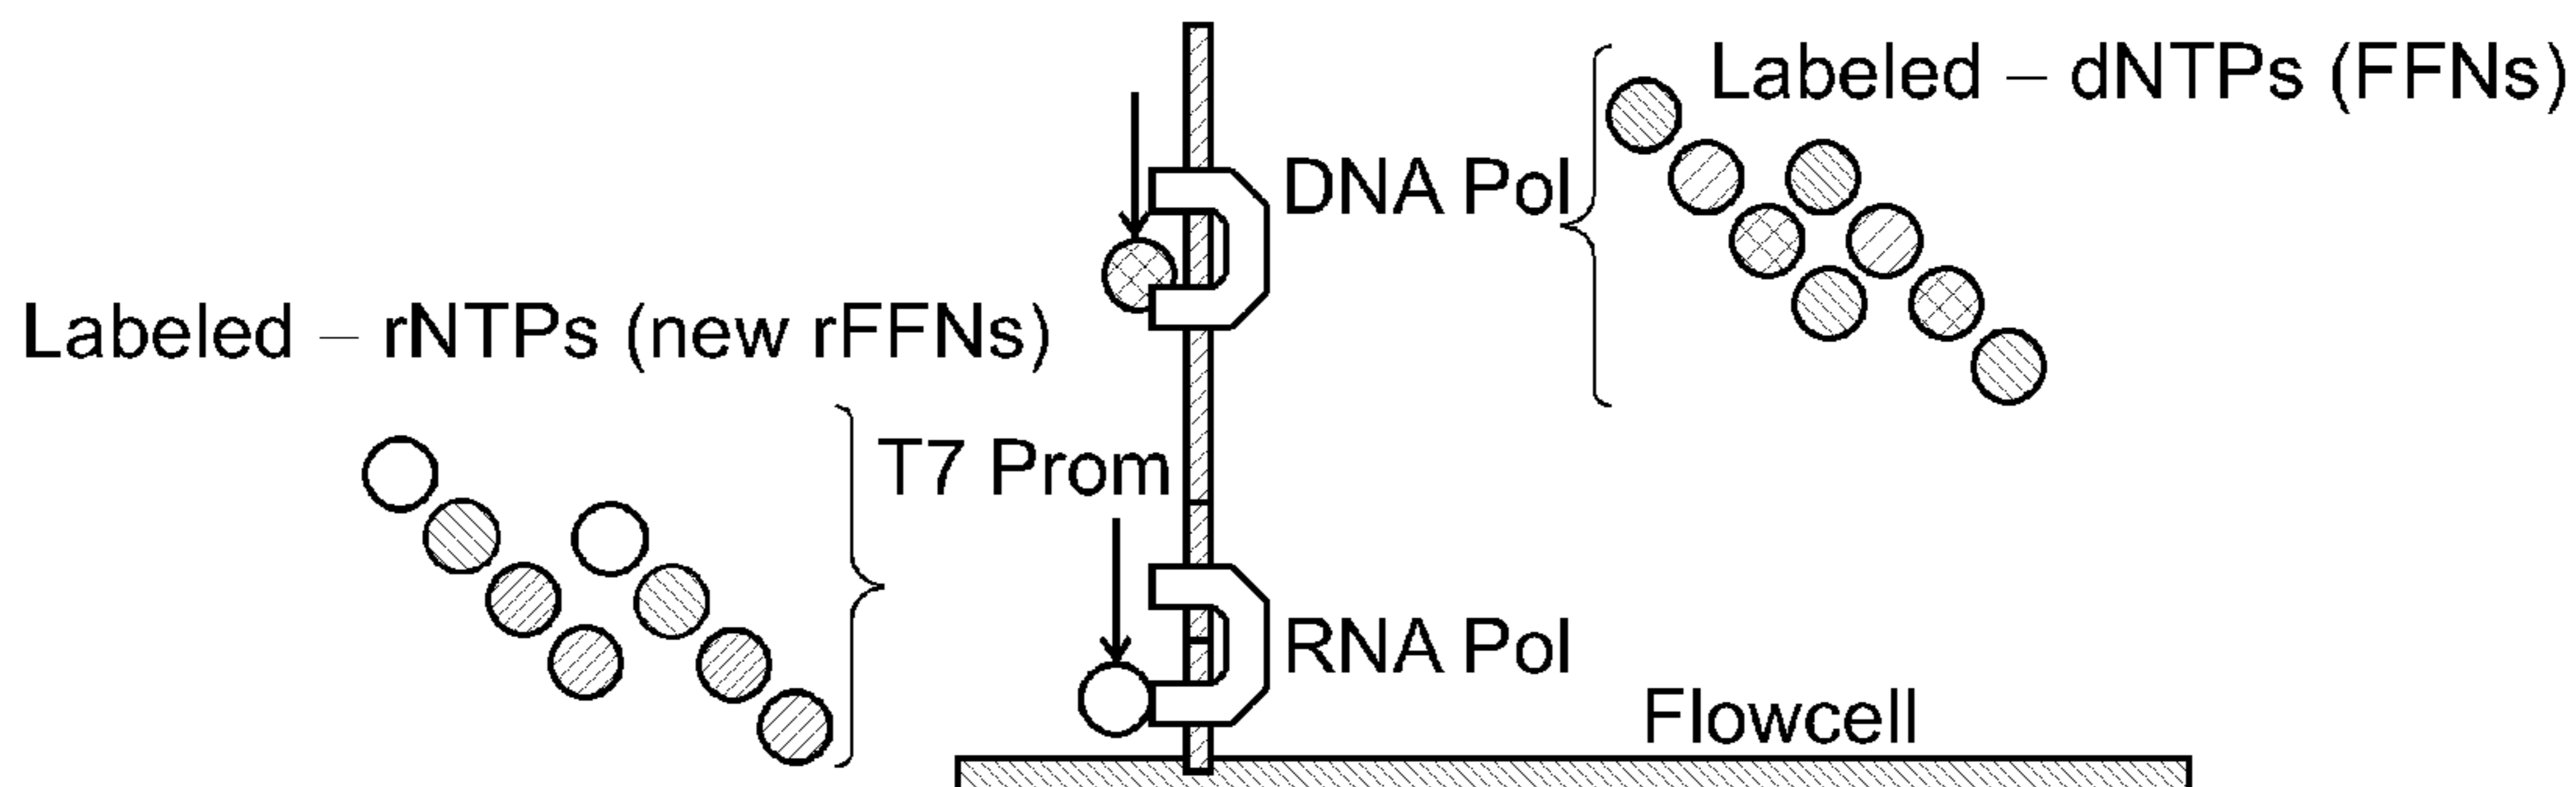 Labeled – dNTPs (FFNs)
DNA Pol
Labeled – rNTPs (new rFFNs)
T7 Prom
RNA Pol
Flowcell